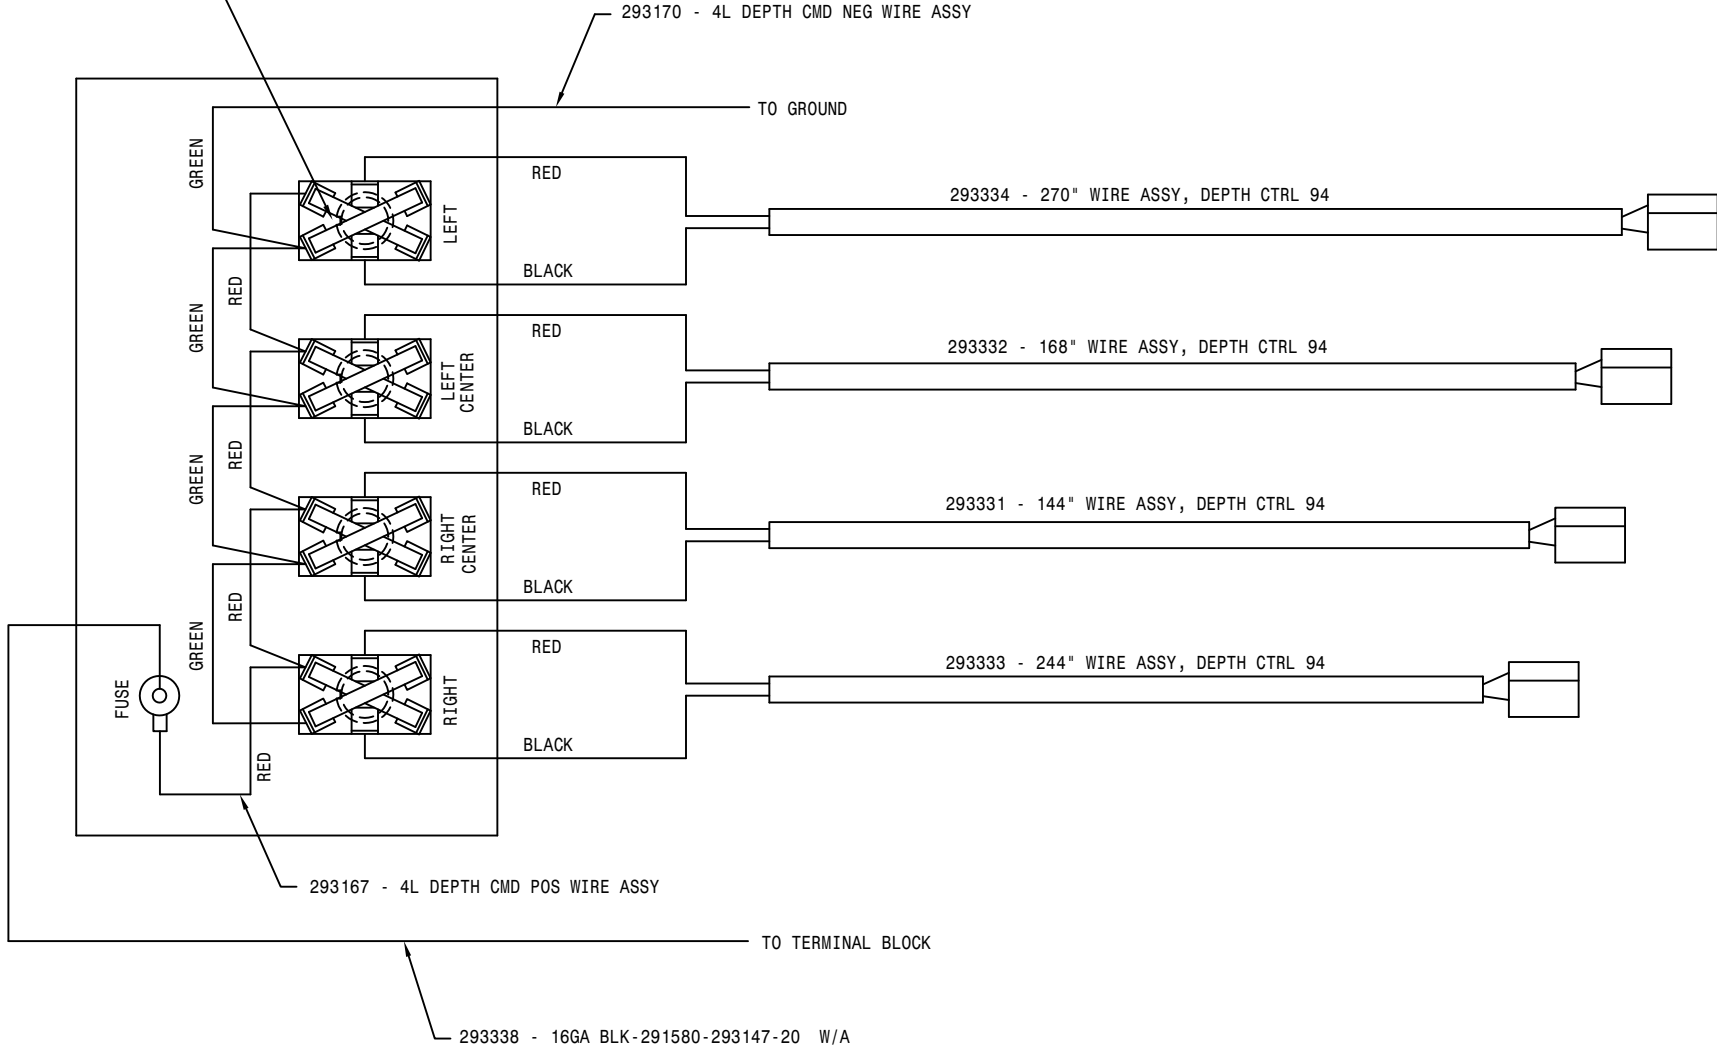 293170 - 4L DEPTH CMD NEG WIRE ASSY
TO GROUND
GREEN
RED
LEFT
293334 - 270" WIRE ASSY, DEPTH CTRL 94
BLACK
RED
GREEN
RED
LEFT
CENTER
293332 - 168" WIRE ASSY, DEPTH CTRL 94
BLACK
RED
GREEN
RED
RIGHT
CENTER
293331 - 144" WIRE ASSY, DEPTH CTRL 94
BLACK
RED
GREEN
RED
FUSE
RIGHT
293333 - 244" WIRE ASSY, DEPTH CTRL 94
BLACK
RED
293167 - 4L DEPTH CMD POS WIRE ASSY
TO TERMINAL BLOCK
293338 - 16GA BLK-291580-293147-20 W/A